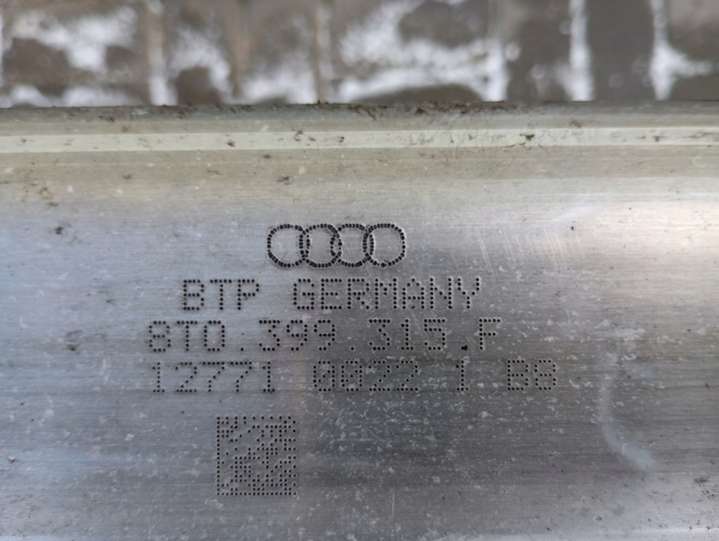 BTP GERMANY
8T0.399.315.F
12771 0022 1 B8